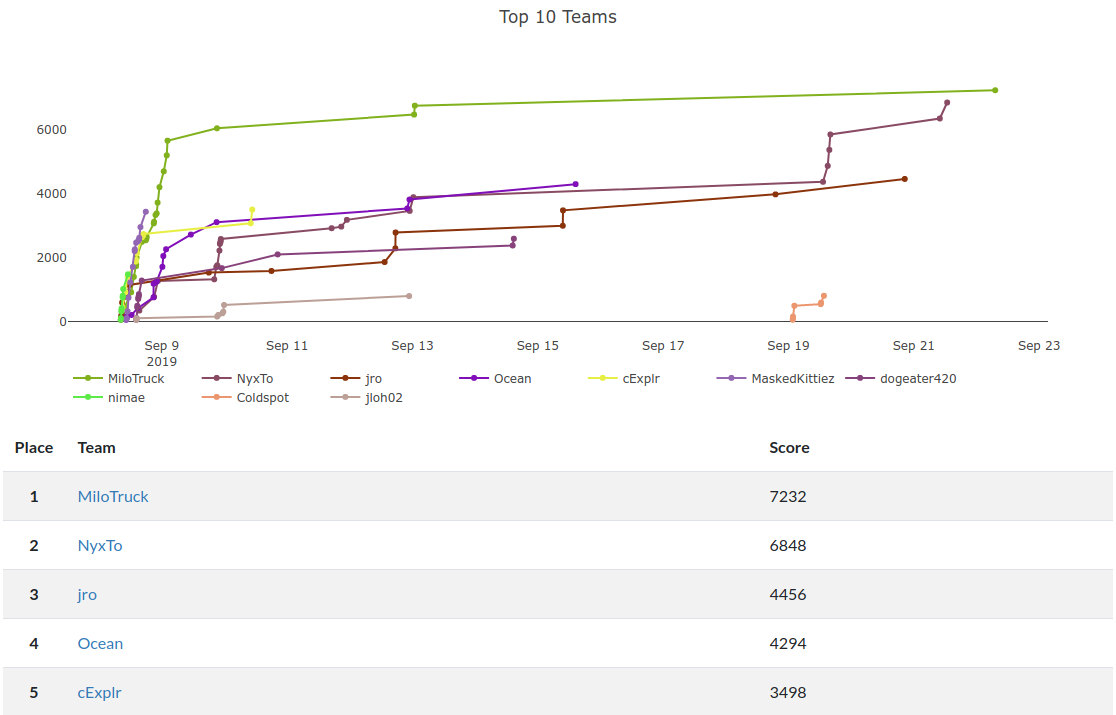 Top 10 Teams
6000
4000
2000
0
Sep 9 Sep 11 Sep 13 Sep 15 Sep 17 Sep 19 Sep 21 Sep 23
2019
MiloTruck NyxTo jro Ocean cExplr MaskedKittiez dogeater420
nimae Coldspot jloh02
Place Team Score
1 MiloTruck 7232
2 NyxTo 6848
3 jro 4456
4 Ocean 4294
5 cExplr 3498